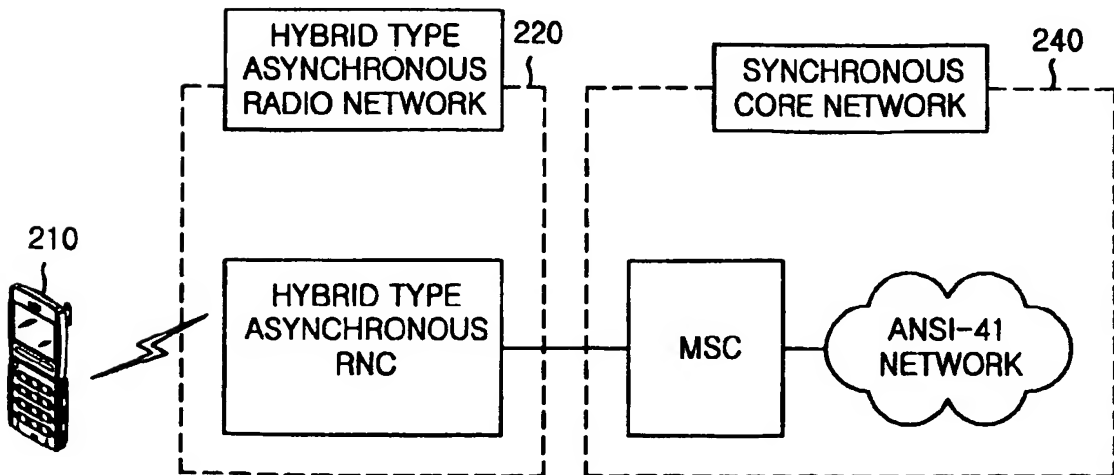 HYBRID TYPE
ASYNCHRONOUS
RADIO NETWORK
220
SYNCHRONOUS
CORE NETWORK
240
210
HYBRID TYPE
ASYNCHRONOUS
RNC
MSC
ANSI-41
NETWORK